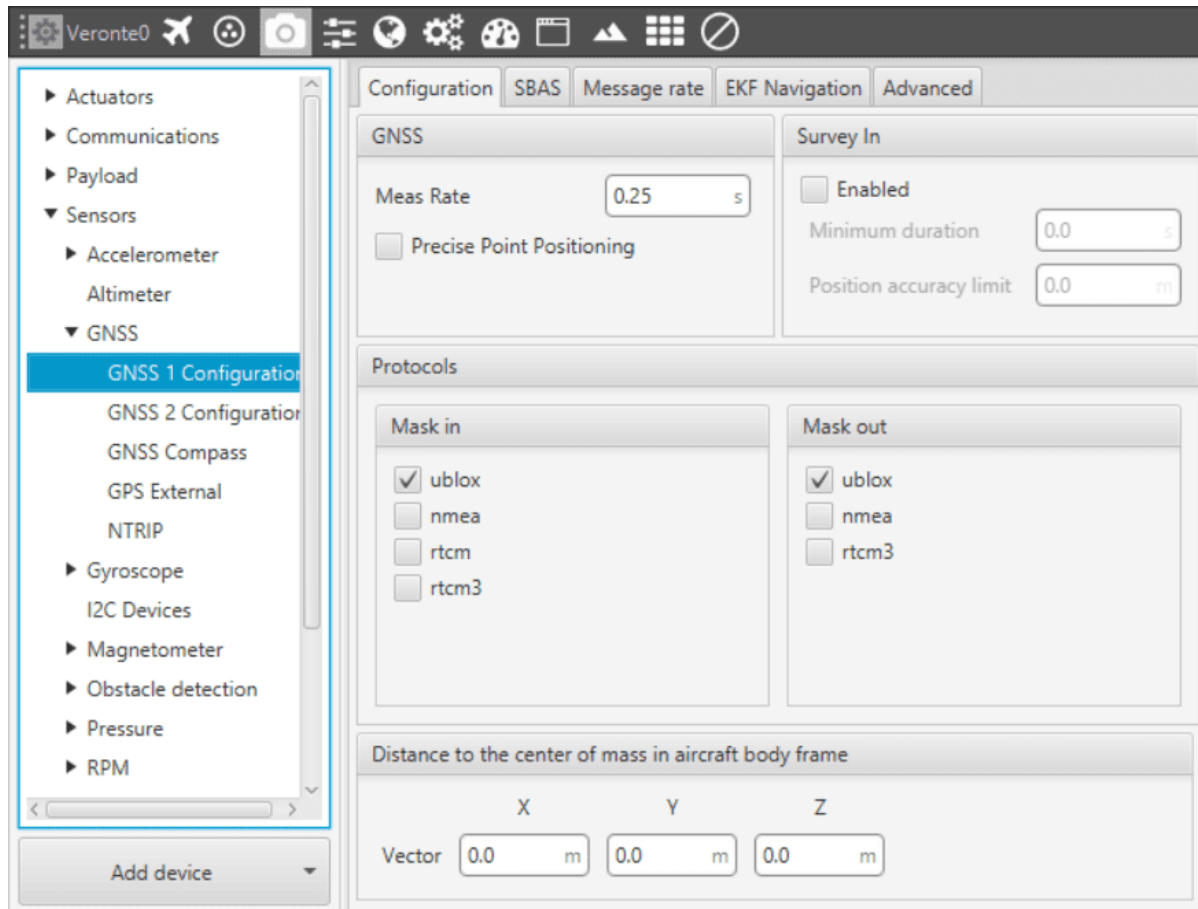 Veronte0
Actuators
Communications
Payload
Sensors
Accelerometer
Altimeter
GNSS
GNSS 1 Configuration
GNSS 2 Configuration
GNSS Compass
GPS External
NTRIP
Gyroscope
I2C Devices
Magnetometer
Obstacle detection
Pressure
RPM
Add device
Configuration SBAS Message rate EKF Navigation Advanced
GNSS
Meas Rate 0.25 s
Precise Point Positioning
Survey In
Enabled
Minimum duration 0.0 s
Position accuracy limit 0.0 m
Protocols
Mask in
ublox
nmea
rtcm
rtcm3
Mask out
ublox
nmea
rtcm3
Distance to the center of mass in aircraft body frame
X Y Z
Vector 0.0 m 0.0 m 0.0 m